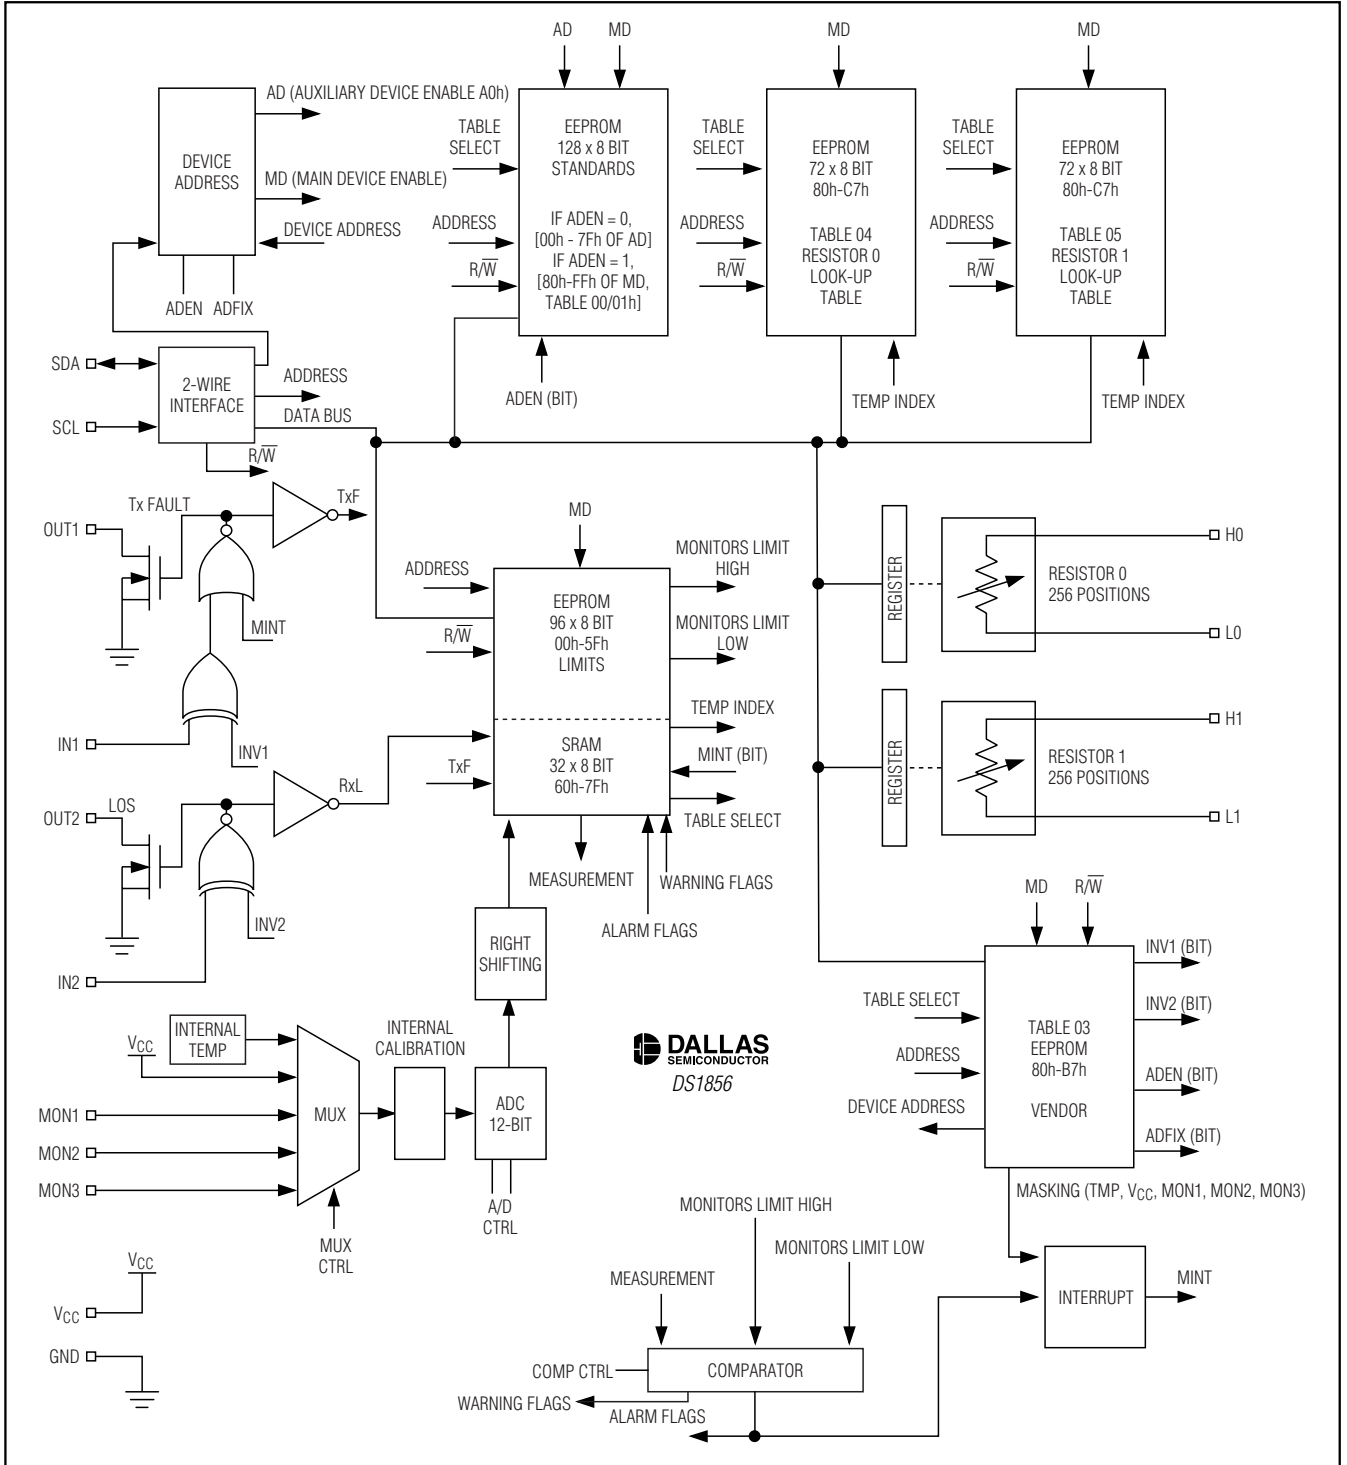 AD
MD
MD
MD
AD (AUXILIARY DEVICE ENABLE A0h)
DEVICE
ADDRESS
MD (MAIN DEVICE ENABLE)
DEVICE ADDRESS
ADEN
ADFIX
TABLE
SELECT
ADDRESS
R/W̅
EEPROM
128 x 8 BIT
STANDARDS
IF ADEN = 0,
[00h - 7Fh OF AD]
IF ADEN = 1,
[80h-FFh OF MD,
TABLE 00/01h]
ADEN (BIT)
TABLE
SELECT
ADDRESS
R/W̅
EEPROM
72 x 8 BIT
80h-C7h
TABLE 04
RESISTOR 0
LOOK-UP
TABLE
TEMP INDEX
TABLE
SELECT
ADDRESS
R/W̅
EEPROM
72 x 8 BIT
80h-C7h
TABLE 05
RESISTOR 1
LOOK-UP
TABLE
TEMP INDEX
SDA
SCL
2-WIRE
INTERFACE
ADDRESS
DATA BUS
R/W̅
Tx FAULT
TxF
OUT1
MINT
IN1
INV1
RxL
LOS
OUT2
INV2
IN2
MD
ADDRESS
R/W̅
TxF
EEPROM
96 x 8 BIT
00h-5Fh
LIMITS
SRAM
32 x 8 BIT
60h-7Fh
MONITORS LIMIT
HIGH
MONITORS LIMIT
LOW
TEMP INDEX
MINT (BIT)
TABLE SELECT
MEASUREMENT
WARNING FLAGS
ALARM FLAGS
REGISTER
RESISTOR 0
256 POSITIONS
H0
L0
REGISTER
RESISTOR 1
256 POSITIONS
H1
L1
RIGHT
SHIFTING
INTERNAL
TEMP
VCC
MON1
MON2
MON3
MUX
MUX
CTRL
INTERNAL
CALIBRATION
ADC
12-BIT
A/D
CTRL
DALLAS
SEMICONDUCTOR
DS1856
MD
R/W̅
TABLE SELECT
ADDRESS
DEVICE ADDRESS
TABLE 03
EEPROM
80h-B7h
VENDOR
INV1 (BIT)
INV2 (BIT)
ADEN (BIT)
ADFIX (BIT)
MASKING (TMP, VCC, MON1, MON2, MON3)
VCC
VCC
GND
MONITORS LIMIT HIGH
MONITORS LIMIT LOW
MEASUREMENT
COMP CTRL
COMPARATOR
WARNING FLAGS
ALARM FLAGS
INTERRUPT
MINT